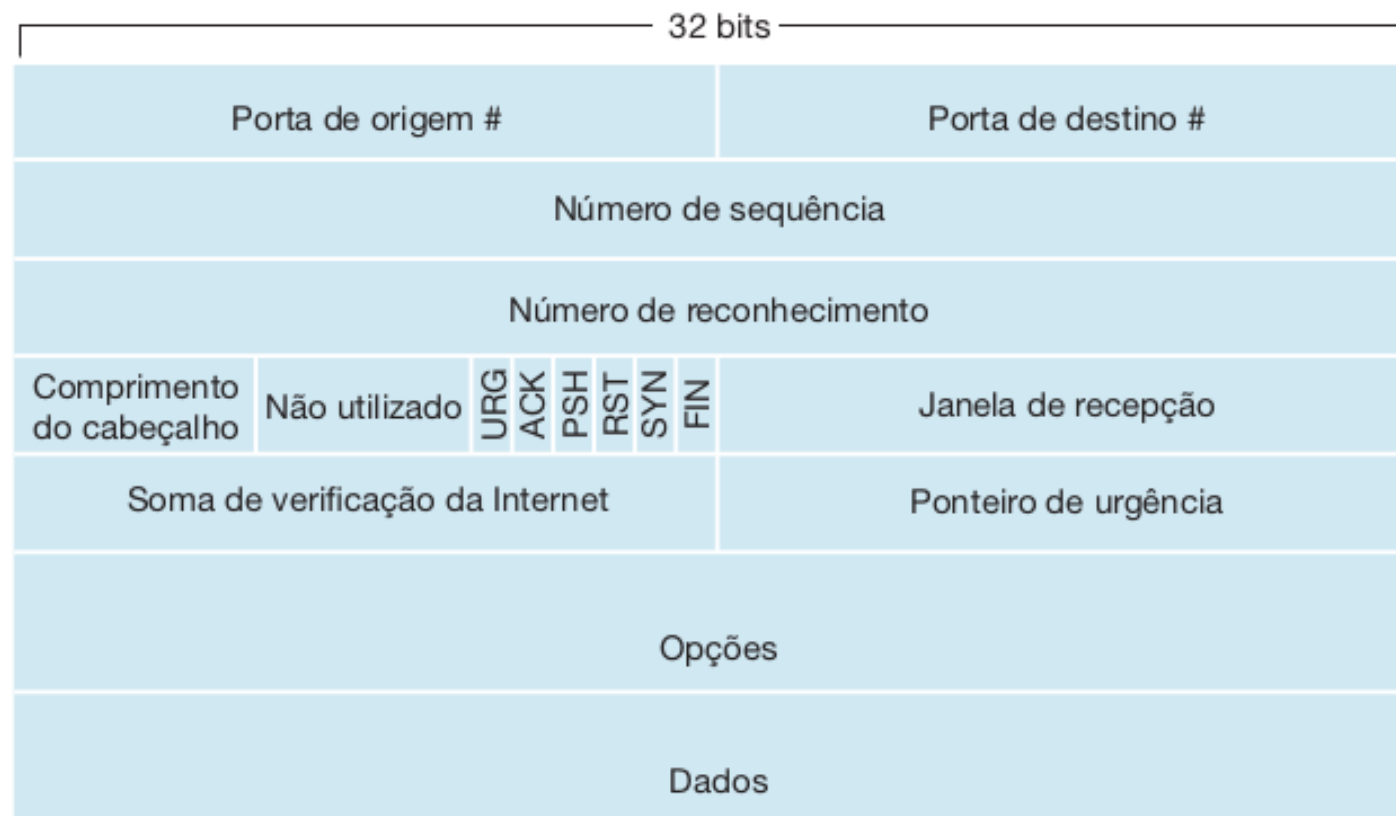 32 bits
Porta de origem #
Porta de destino #
Número de sequência
Número de reconhecimento
Comprimento
do cabeçalho
Não utilizado
URG
ACK
PSH
RST
SYN
FIN
Janela de recepção
Soma de verificação da Internet
Ponteiro de urgência
Opções
Dados